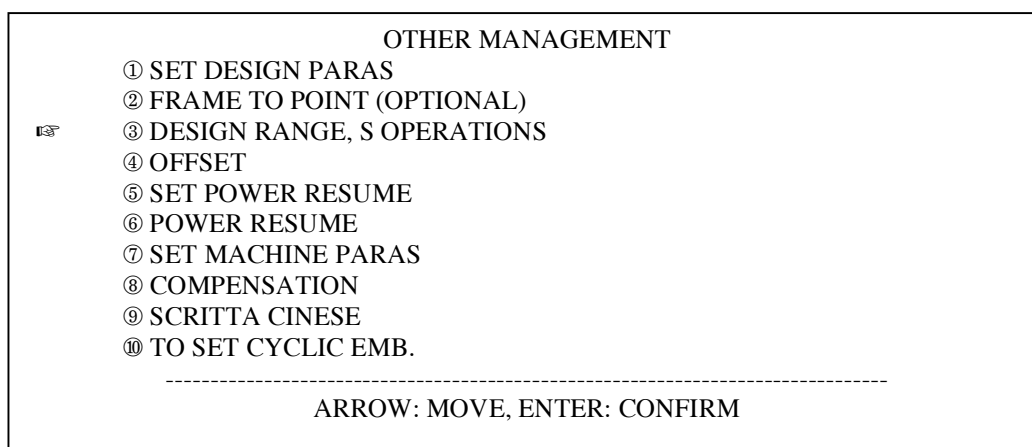 OTHER MANAGEMENT
① SET DESIGN PARAS
② FRAME TO POINT (OPTIONAL)
☞ ③ DESIGN RANGE, S OPERATIONS
④ OFFSET
⑤ SET POWER RESUME
⑥ POWER RESUME
⑦ SET MACHINE PARAS
⑧ COMPENSATION
⑨ SCRITTA CINESE
⑩ TO SET CYCLIC EMB.
--------------------------------------------------------------------------------
ARROW: MOVE, ENTER: CONFIRM